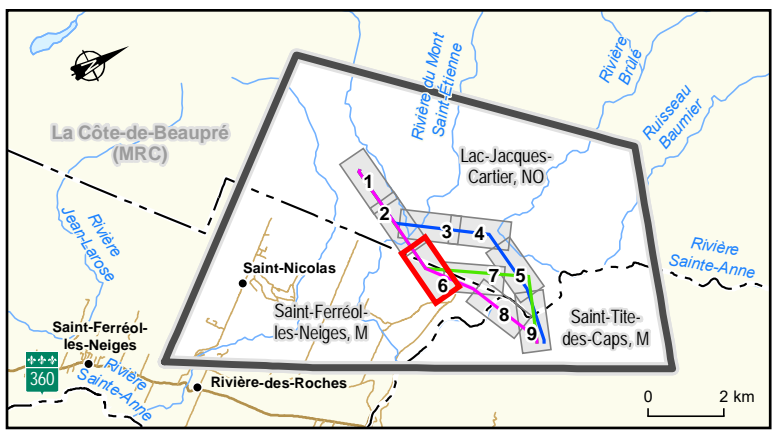 Rivière du Mont
Saint-Étienne
Rivière
Brûlé
Ruisseau
Baumier
La Côte-de-Beaupré
(MRC)
Lac-Jacques-
Cartier, NO
1
2
3
4
5
6
7
8
9
Rivière
Jean-Larose
Rivière
Sainte-Anne
Saint-Nicolas
Saint-Ferréol-
les-Neiges, M
Saint-Tite-
des-Caps, M
Saint-Ferréol-
les-Neiges
360
Rivière
Sainte-Anne
Rivière-des-Roches
0 2 km